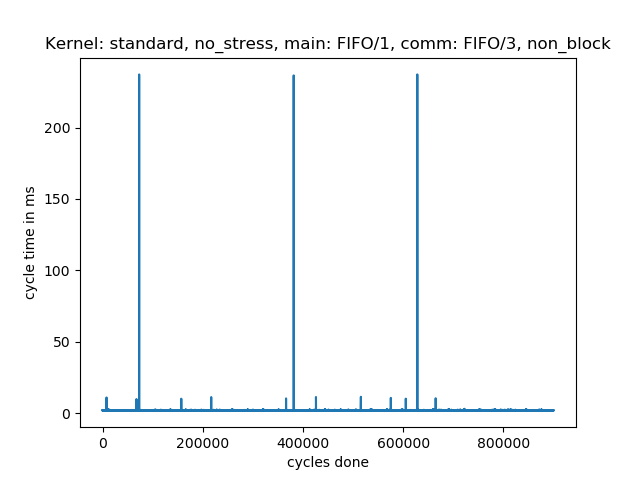 Kernel: standard, no_stress, main: FIFO/1, comm: FIFO/3, non_block
200
150
100
50
0
cycle time in ms
0 200000 400000 600000 800000
cycles done